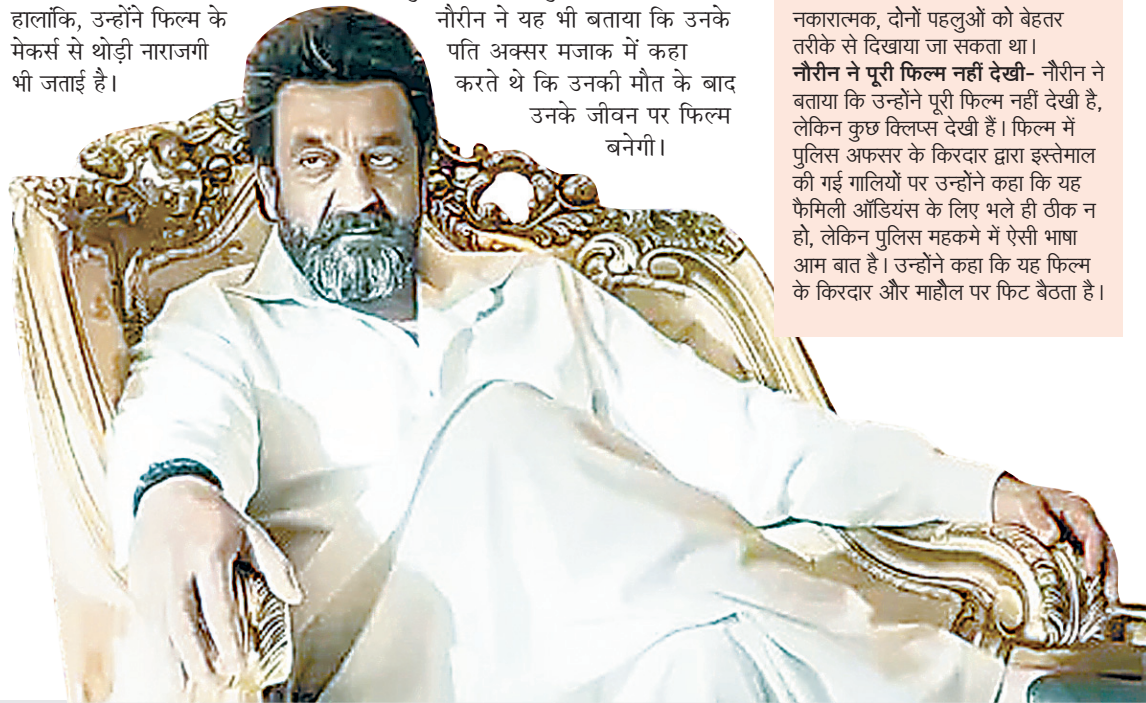 हालांकि, उन्होंने फिल्म के
मेकर्स से थोड़ी नाराजगी
भी जताई है।
नौरीन ने यह भी बताया कि उनके
पति अक्सर मजाक में कहा
करते थे कि उनकी मौत के बाद
उनके जीवन पर फिल्म
बनेगी।
नकारात्मक, दोनों पहलुओं को बेहतर
तरीके से दिखाया जा सकता था।
नौरीन ने पूरी फिल्म नहीं देखी- नौरीन ने
बताया कि उन्होंने पूरी फिल्म नहीं देखी है,
लेकिन कुछ क्लिप्स देखी हैं। फिल्म में
पुलिस अफसर के किरदार द्वारा इस्तेमाल
की गई गालियों पर उन्होंने कहा कि यह
फैमिली ऑडियंस के लिए भले ही ठीक न
हो, लेकिन पुलिस महकमे में ऐसी भाषा
आम बात है। उन्होंने कहा कि यह फिल्म
के किरदार और माहौल पर फिट बैठता है।